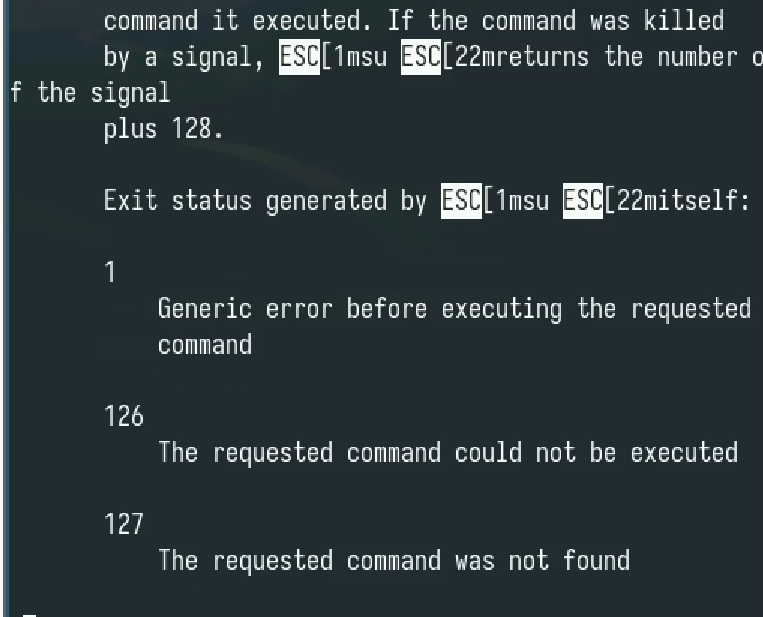 command it executed. If the command was killed
by a signal, ESC[1msu ESC[22mreturns the number o
f the signal
plus 128.
Exit status generated by ESC[1msu ESC[22mitself:
1
Generic error before executing the requested
command
126
The requested command could not be executed
127
The requested command was not found